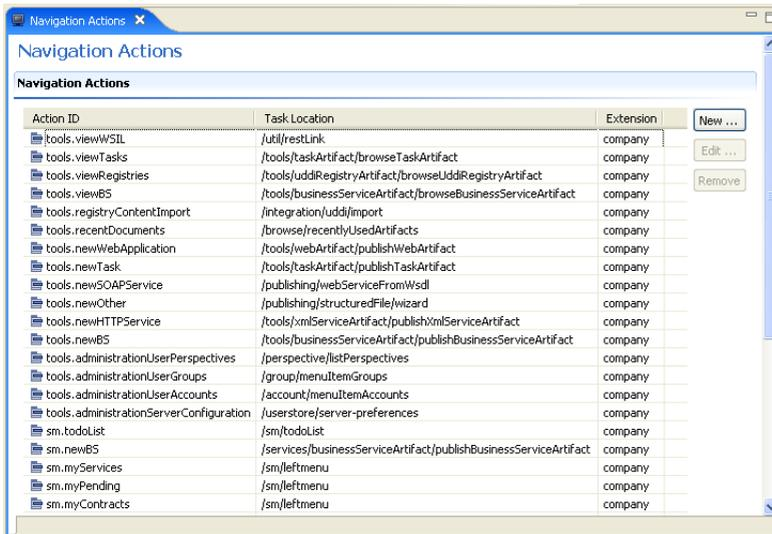 Navigation Actions
Navigation Actions
Navigation Actions
Action ID Task Location Extension
New ...
Edit ...
Remove
tools.viewWSIL /util/restLink company
tools.viewTasks /tools/taskArtifact/browseTaskArtifact company
tools.viewRegistries /tools/uddiRegistryArtifact/browseUddiRegistryArtifact company
tools.viewBS /tools/businessServiceArtifact/browseBusinessServiceArtifact company
tools.registryContentImport /integration/uddi/import company
tools.recentDocuments /browse/recentlyUsedArtifacts company
tools.newWebApplication /tools/webArtifact/publishWebArtifact company
tools.newTask /tools/taskArtifact/publishTaskArtifact company
tools.newSOAPService /publishing/webServiceFromWsdl company
tools.newOther /publishing/structuredFile/wizard company
tools.newHTTPService /tools/xmlServiceArtifact/publishXmlServiceArtifact company
tools.newBS /tools/businessServiceArtifact/publishBusinessServiceArtifact company
tools.administrationUserPerspectives /perspective/listPerspectives company
tools.administrationUserGroups /group/menuItemGroups company
tools.administrationUserAccounts /account/menuItemAccounts company
tools.administrationServerConfiguration /userstore/server-preferences company
sm.todoList /sm/todoList company
sm.newBS /services/businessServiceArtifact/publishBusinessServiceArtifact company
sm.myServices /sm/leftmenu company
sm.myPending /sm/leftmenu company
sm.myContracts /sm/leftmenu company